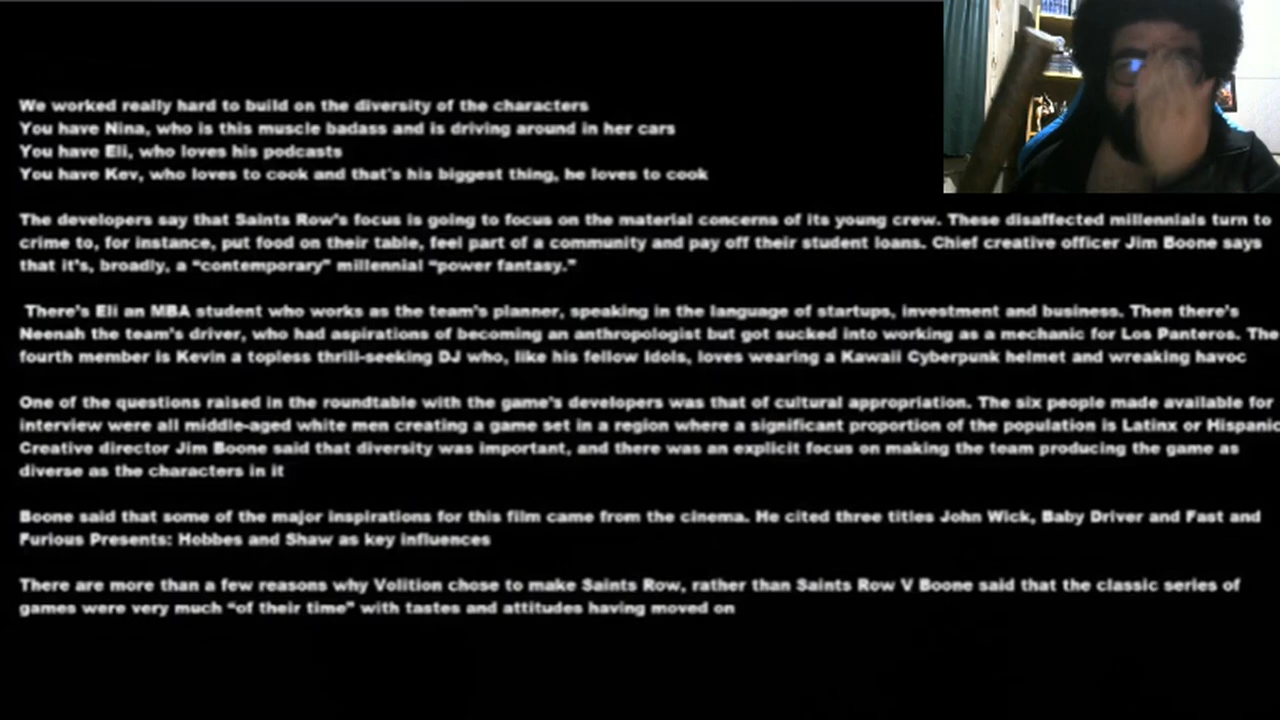 We worked really hard to build on the diversity of the characters
You have Nina, who is this muscle badass and is driving around in her cars
You have Eli, who loves his podcasts
You have Kev, who loves to cook and that's his biggest thing, he loves to cook
The developers say that Saints Row's focus is going to focus on the material concerns of its young crew. These disaffected millennials turn to
crime to, for instance, put food on their table, feel part of a community and pay off their student loans. Chief creative officer Jim Boone says
that it's, broadly, a "contemporary" millennial "power fantasy."
There's Eli an MBA student who works as the team's planner, speaking in the language of startups, investment and business. Then there's
Neenah the team's driver, who had aspirations of becoming an anthropologist but got sucked into working as a mechanic for Los Panteros. The
fourth member is Kevin a topless thrill-seeking DJ who, like his fellow Idols, loves wearing a Kawaii Cyberpunk helmet and wreaking havoc
One of the questions raised in the roundtable with the game's developers was that of cultural appropriation. The six people made available for
interview were all middle-aged white men creating a game set in a region where a significant proportion of the population is Latinx or Hispanic
Creative director Jim Boone said that diversity was important, and there was an explicit focus on making the team producing the game as
diverse as the characters in it
Boone said that some of the major inspirations for this film came from the cinema. He cited three titles John Wick, Baby Driver and Fast and
Furious Presents: Hobbes and Shaw as key influences
There are more than a few reasons why Volition chose to make Saints Row, rather than Saints Row V Boone said that the classic series of
games were very much "of their time" with tastes and attitudes having moved on